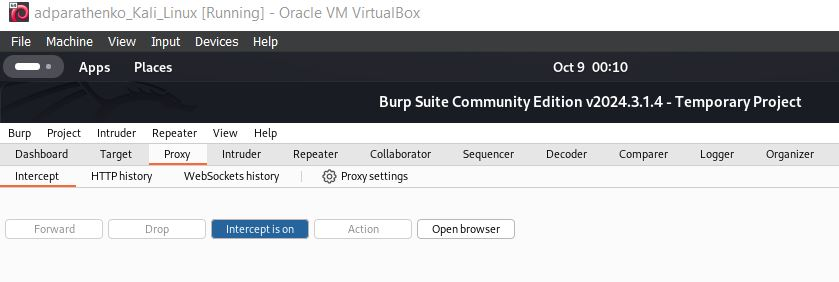 adparathenko_Kali_Linux [Running] - Oracle VM VirtualBox
File Machine View Input Devices Help
Apps Places Oct 9 00:10
Burp Suite Community Edition v2024.3.1.4 - Temporary Project
Burp Project Intruder Repeater View Help
Dashboard Target Proxy Intruder Repeater Collaborator Sequencer Decoder Comparer Logger Organizer
Intercept HTTP history WebSockets history Proxy settings
Forward Drop Intercept is on Action Open browser